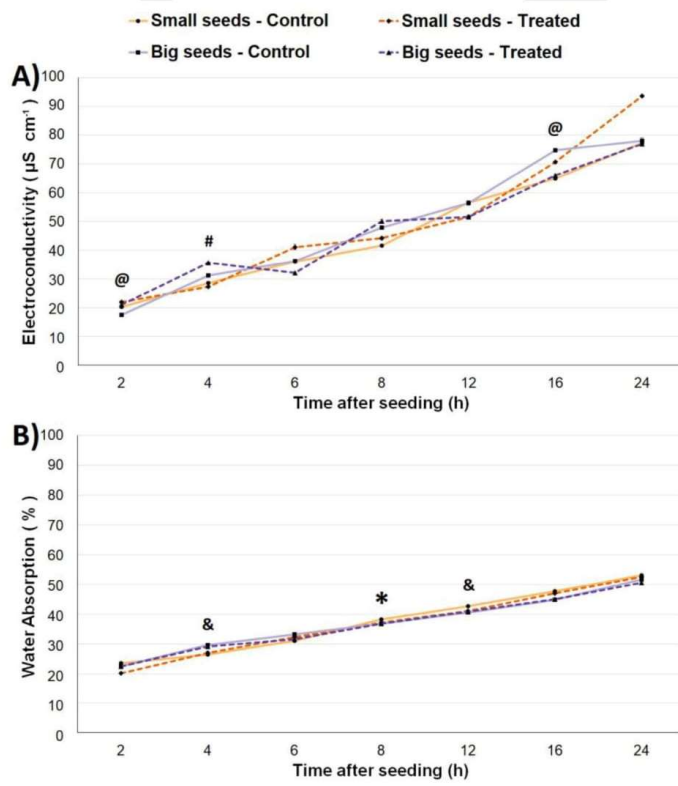 Small seeds - Control
Small seeds - Treated
Big seeds - Control
Big seeds - Treated
A)
Electroconductivity ( µS cm⁻¹ )
100
90
80
70
60
50
40
30
20
10
0
@
#
@
2 4 6 8 12 16 24
Time after seeding (h)
B)
Water Absorption ( % )
100
90
80
70
60
50
40
30
20
10
0
&
*
&
2 4 6 8 12 16 24
Time after seeding (h)